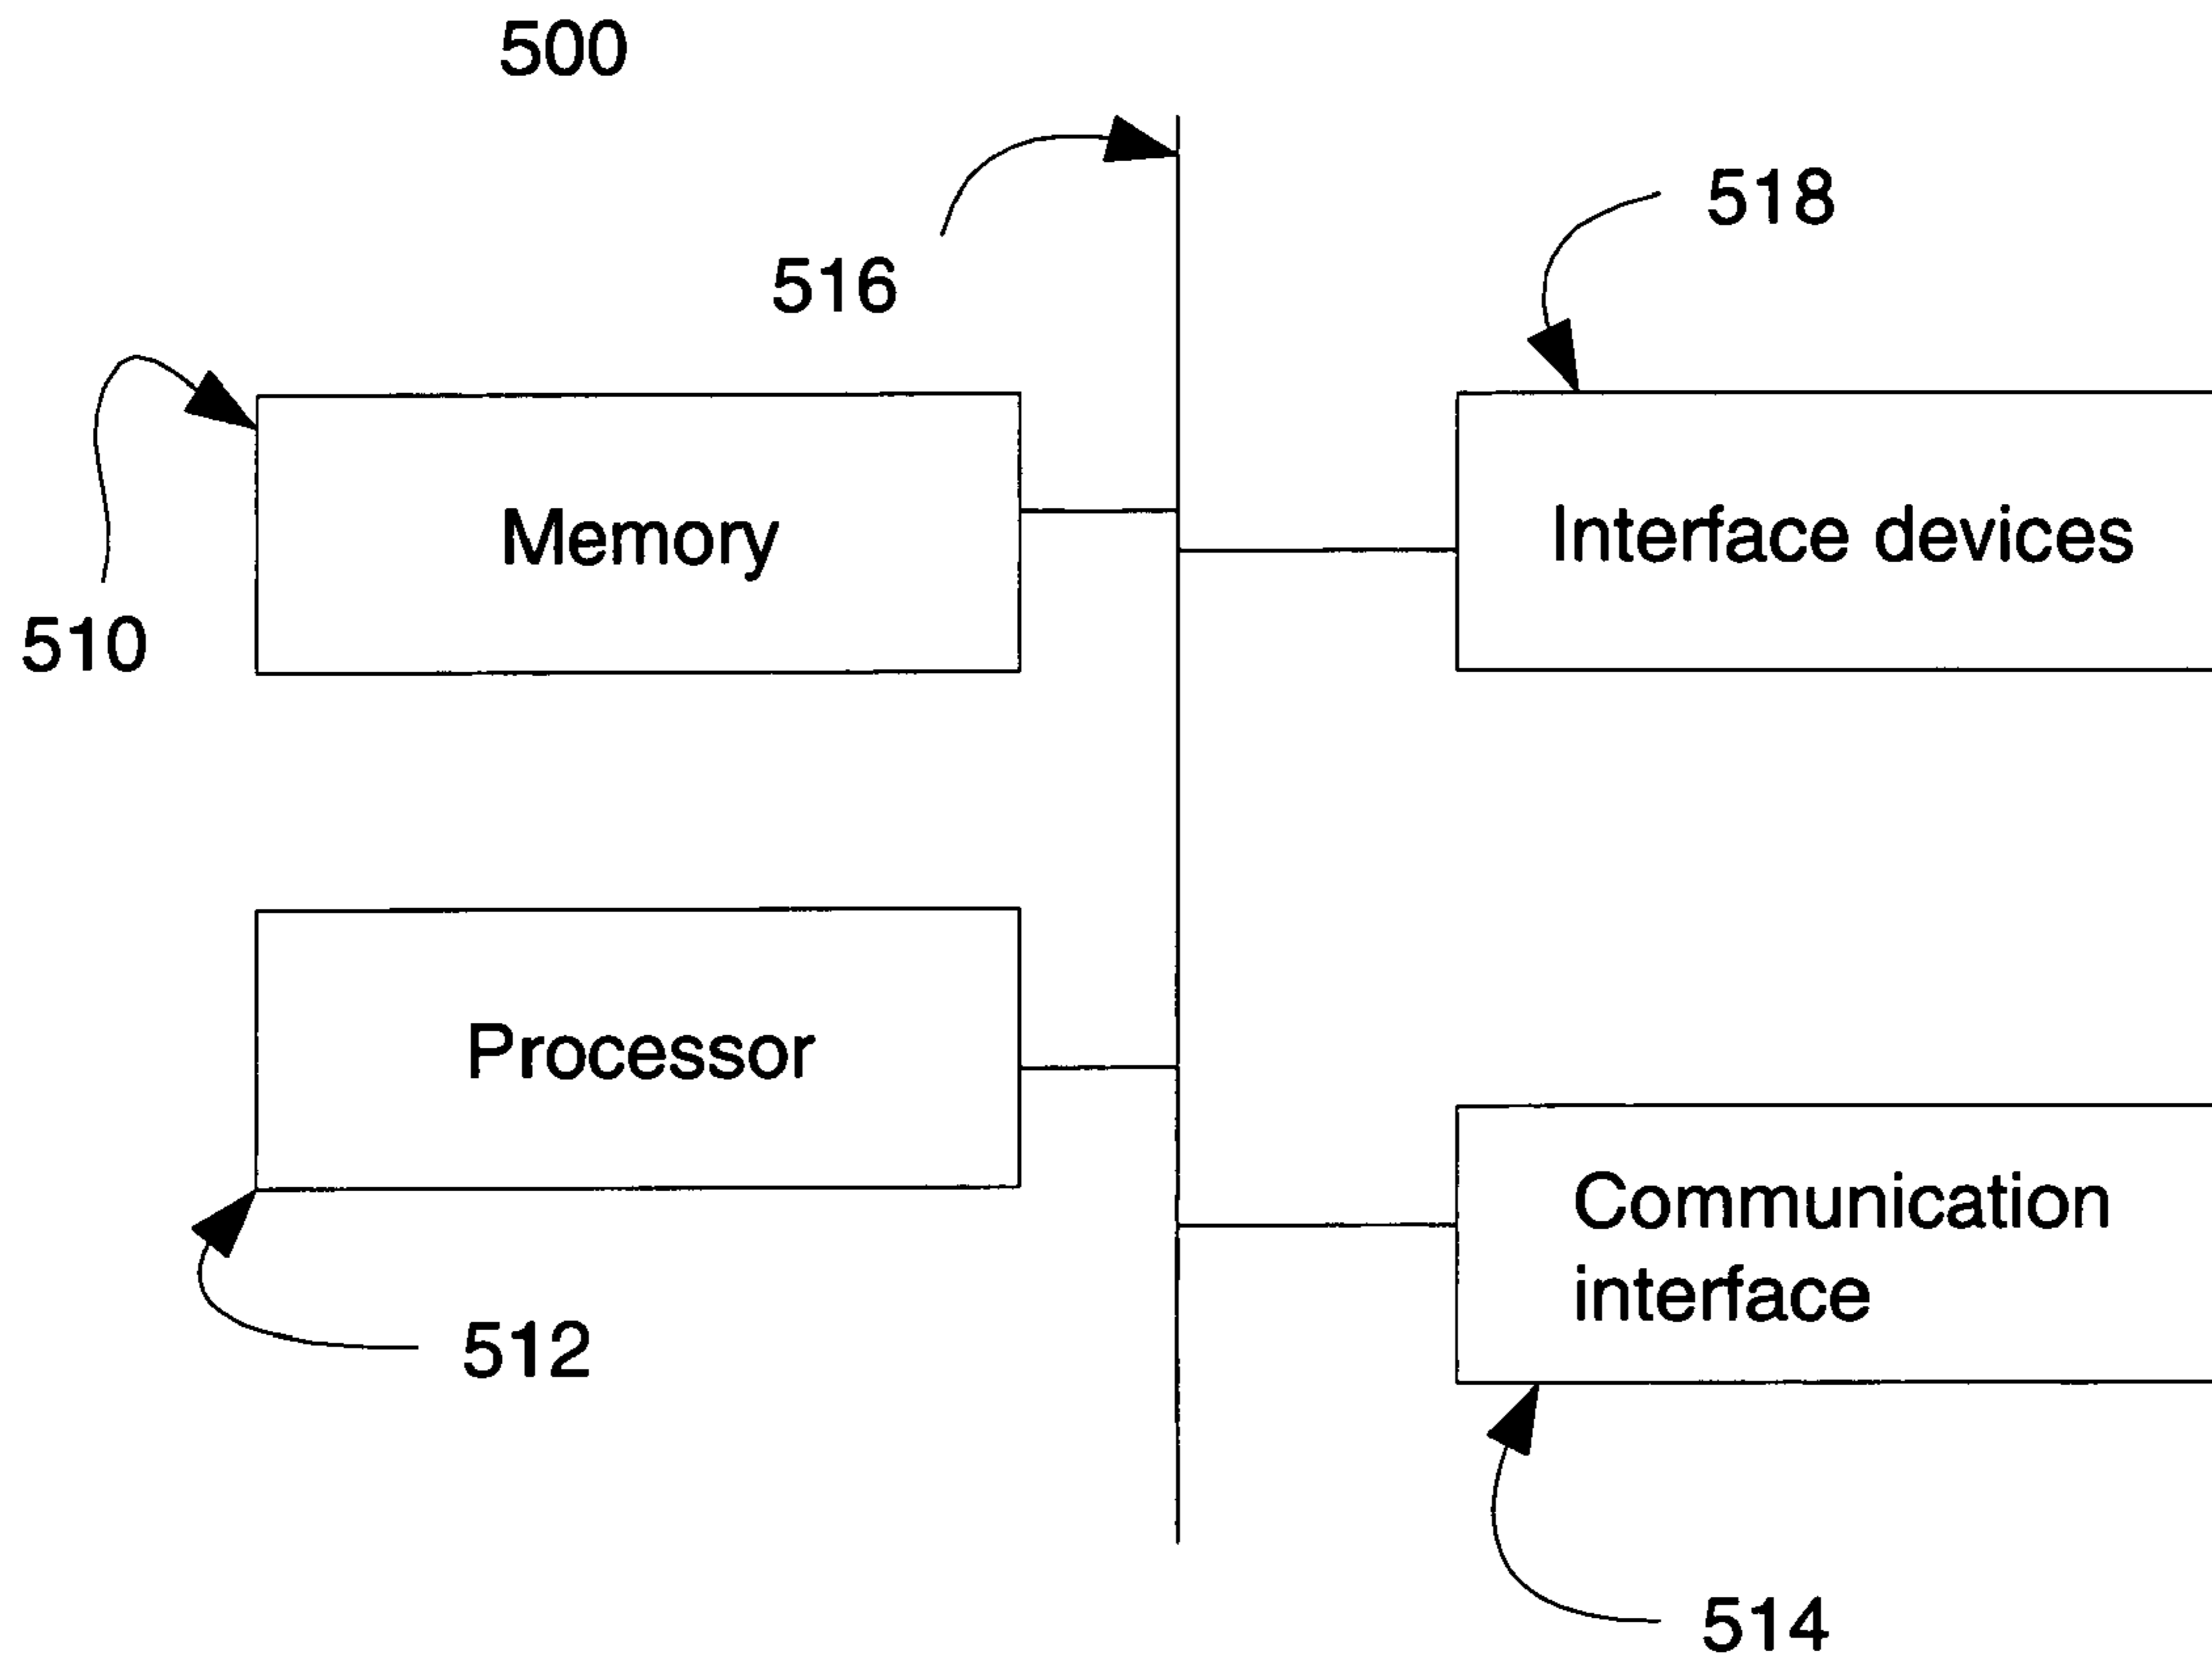 500
518
516
Memory
Interface devices
510
Processor
Communication
interface
512
514